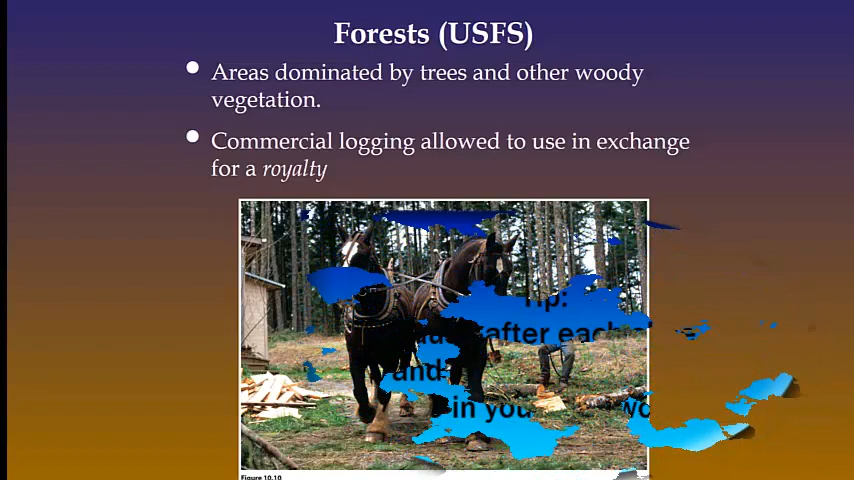 Forests (USFS)
Areas dominated by trees and other woody
vegetation.
Commercial logging allowed to use in exchange
for a royalty
Tip:
after each
and
in you
Figure 10.10